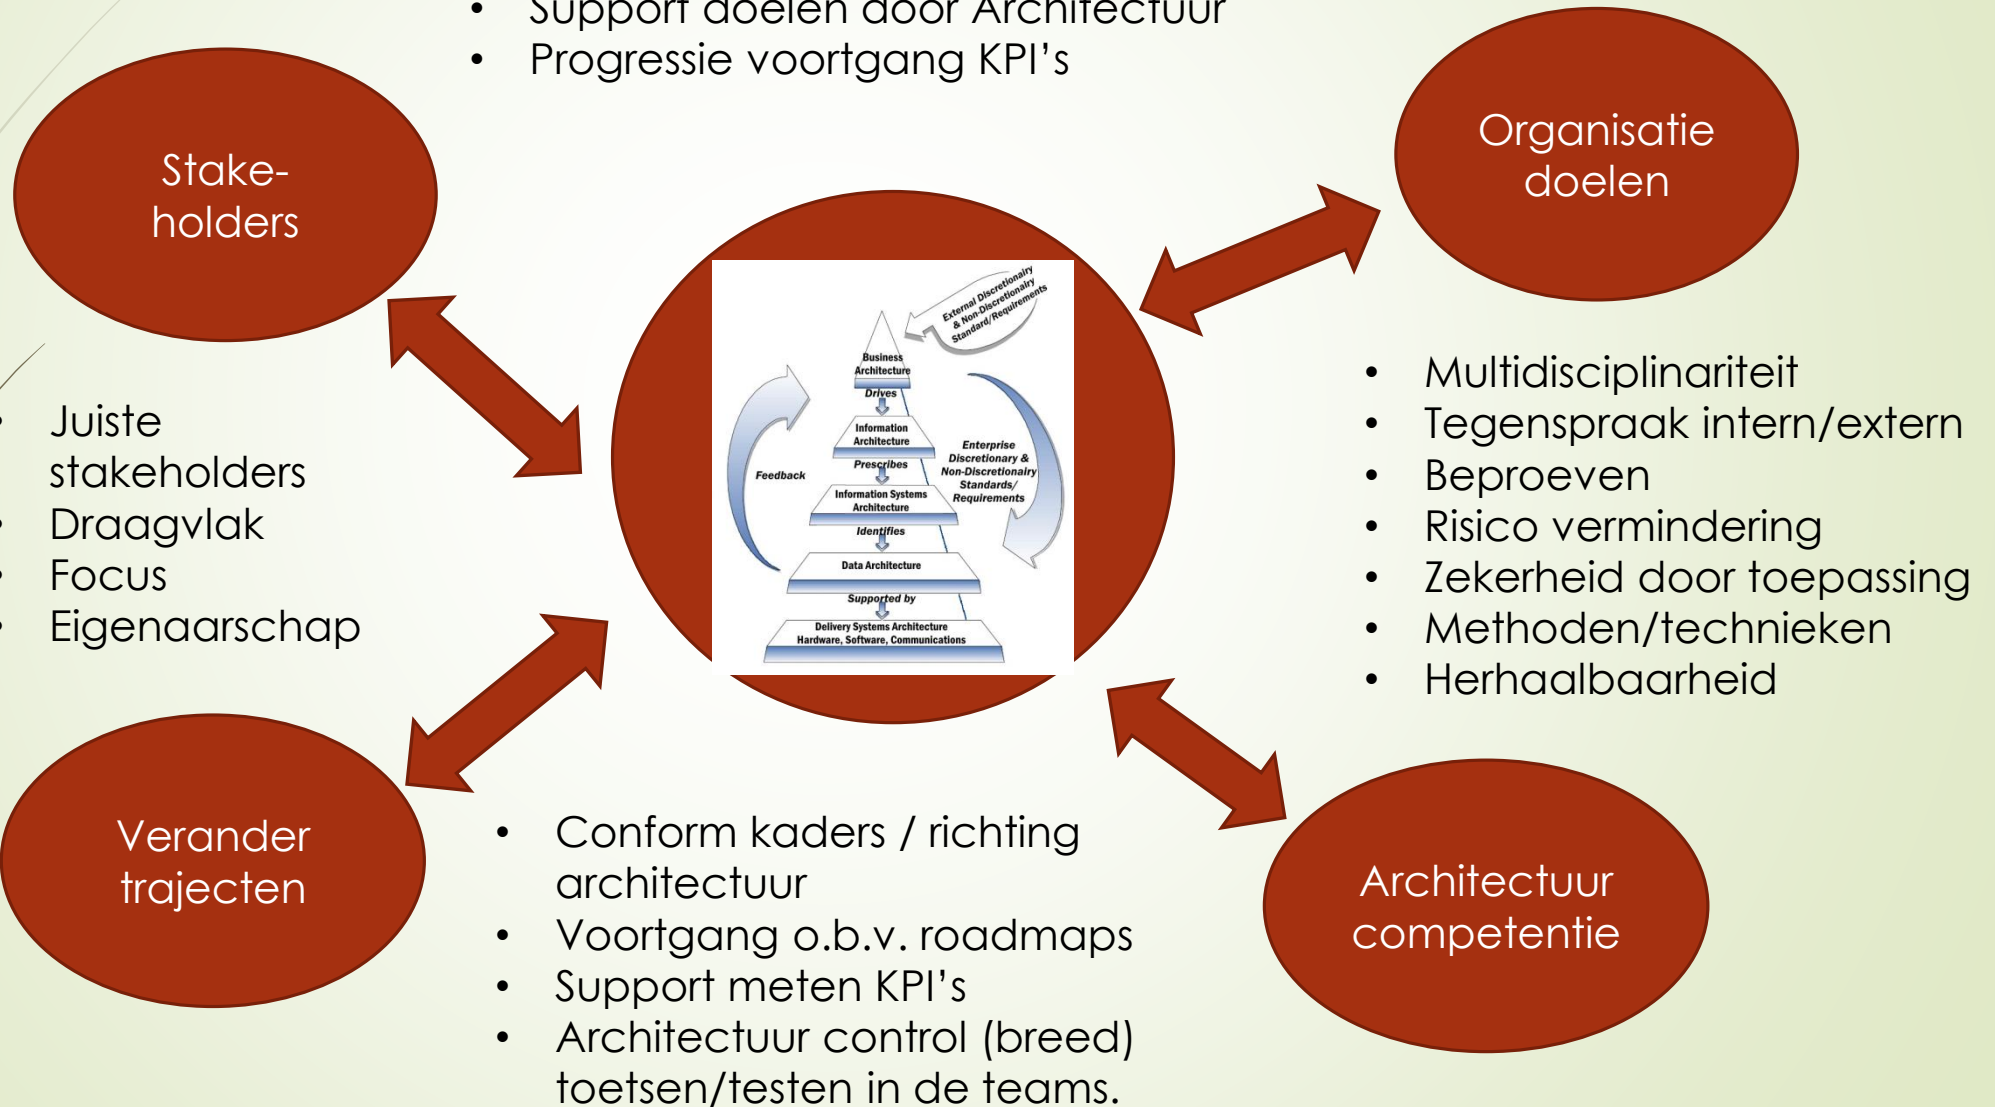 • Support doelen door Architectuur
• Progressie voortgang KPI's
Stake-
holders
Organisatie
doelen
External Discretionairy
& Non-Discretionairy
Standard/Requirements
Business
Architecture
Drives
Information
Architecture
Prescribes
Information Systems
Architecture
Identifies
Data Architecture
Supported by
Delivery Systems Architecture
Hardware, Software, Communications
Feedback
Enterprise
Discretionary &
Non-Discretionairy
Standards/
Requirements
• Juiste
stakeholders
• Draagvlak
• Focus
• Eigenaarschap
• Multidisciplinariteit
• Tegenspraak intern/extern
• Beproeven
• Risico vermindering
• Zekerheid door toepassing
• Methoden/technieken
• Herhaalbaarheid
Verander
trajecten
• Conform kaders / richting
architectuur
• Voortgang o.b.v. roadmaps
• Support meten KPI's
• Architectuur control (breed)
toetsen/testen in de teams.
Architectuur
competentie